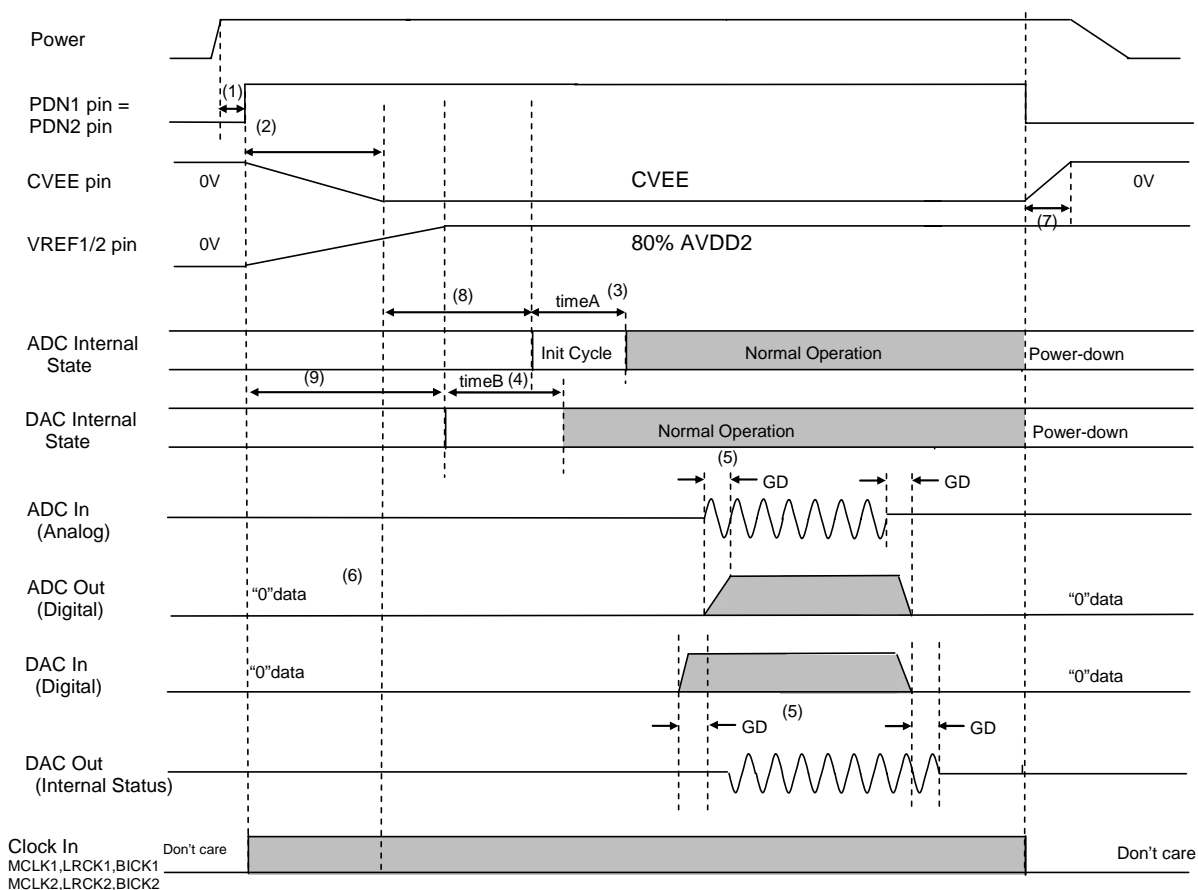 Power
(1)
PDN1 pin =
PDN2 pin
(2)
CVEE pin
0V
CVEE
0V
(7)
VREF1/2 pin
0V
80% AVDD2
(8)
timeA
(3)
ADC Internal
State
Init Cycle
Normal Operation
Power-down
(9)
timeB
(4)
DAC Internal
State
Normal Operation
Power-down
(5)
GD
GD
ADC In
(Analog)
ADC Out
(Digital)
“0”data
(6)
“0”data
DAC In
(Digital)
“0”data
“0”data
(5)
GD
GD
DAC Out
(Internal Status)
Clock In
MCLK1,LRCK1,BICK1
MCLK2,LRCK2,BICK2
Don’t care
Don’t care